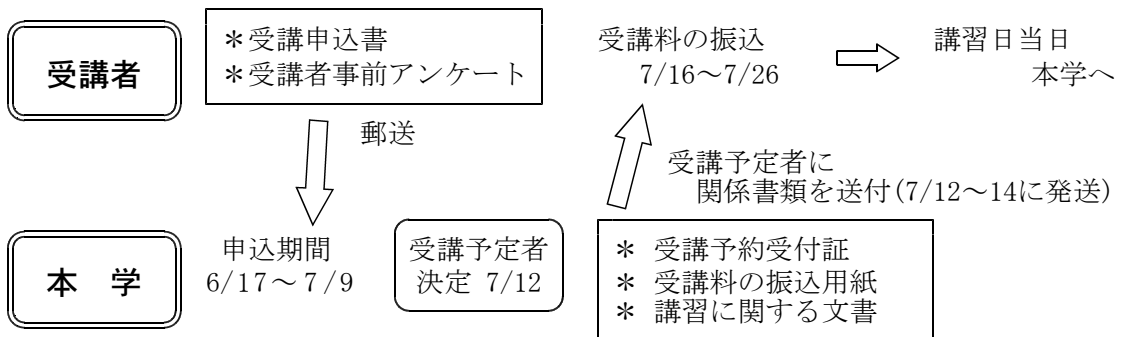 受講者
＊受講申込書
＊受講者事前アンケート
郵送
受講料の振込
7/16～7/26
講習日当日
本学へ
受講予定者に
関係書類を送付(7/12～14に発送)
本　学
申込期間
6/17～７/9
受講予定者
決定 7/12
＊ 受講予約受付証
＊ 受講料の振込用紙
＊ 講習に関する文書